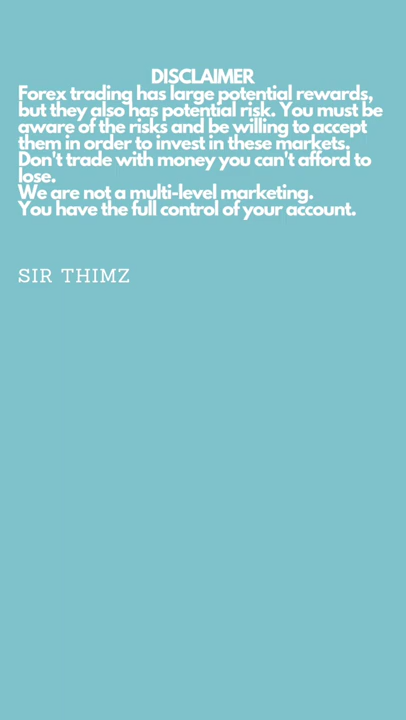 DISCLAIMER
Forex trading has large potential rewards,
but they also has potential risk. You must be
aware of the risks and be willing to accept
them in order to invest in these markets.
Don't trade with money you can't afford to
lose.
We are not a multi-level marketing.
You have the full control of your account.
SIR THIMZ